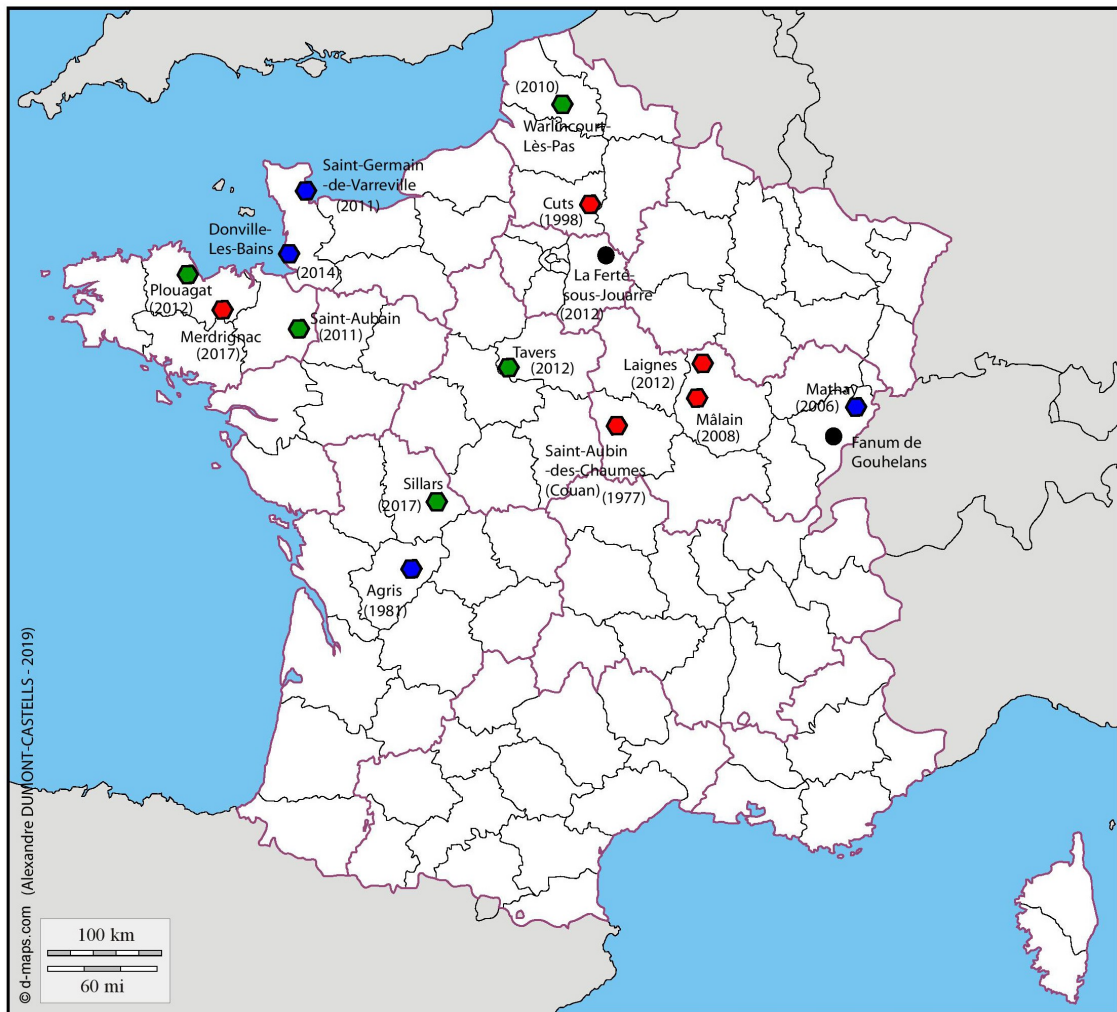 (2010)
Warlincourt-
Lès-Pas
Saint-Germain
-de-Varreville
(2011)
Cuts
(1998)
Donville-
Les-Bains
(2014)
La Ferté-
sous-Jouarre
(2012)
Plouagat
(2012)
Merdrignac
(2017)
Saint-Aubain
(2011)
Tavers
(2012)
Laignes
(2012)
Mâlain
(2008)
Mathay
(2006)
Fanum de
Gouhelans
Saint-Aubin
-des-Chaumes
(Couan)
(1977)
Sillars
(2017)
Agris
(1981)
© d-maps.com (Alexandre DUMONT-CASTELLS - 2019)
100 km
60 mi